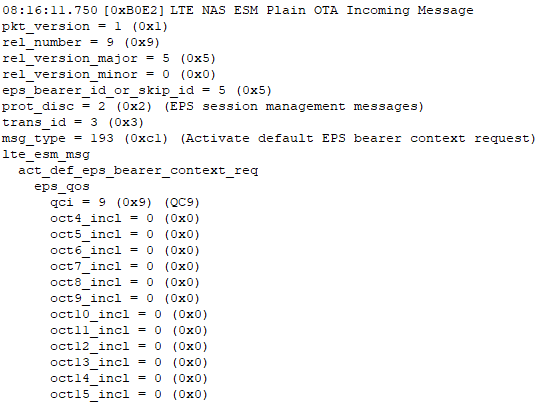 08:16:11.750 [0xB0E2] LTE NAS ESM Plain OTA Incoming Message
pkt_version = 1 (0x1)
rel_number = 9 (0x9)
rel_version_major = 5 (0x5)
rel_version_minor = 0 (0x0)
eps_bearer_id_or_skip_id = 5 (0x5)
prot_disc = 2 (0x2) (EPS session management messages)
trans_id = 3 (0x3)
msg_type = 193 (0xc1) (Activate default EPS bearer context request)
lte_esm_msg
  act_def_eps_bearer_context_req
    eps_qos
      qci = 9 (0x9) (QC9)
      oct4_incl = 0 (0x0)
      oct5_incl = 0 (0x0)
      oct6_incl = 0 (0x0)
      oct7_incl = 0 (0x0)
      oct8_incl = 0 (0x0)
      oct9_incl = 0 (0x0)
      oct10_incl = 0 (0x0)
      oct11_incl = 0 (0x0)
      oct12_incl = 0 (0x0)
      oct13_incl = 0 (0x0)
      oct14_incl = 0 (0x0)
      oct15_incl = 0 (0x0)